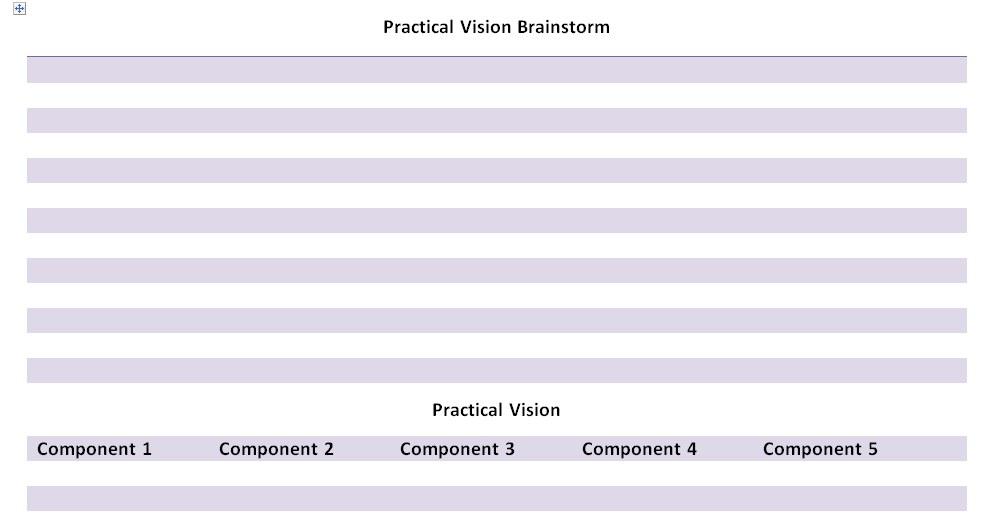 Practical Vision Brainstorm
Practical Vision
Component 1 Component 2 Component 3 Component 4 Component 5